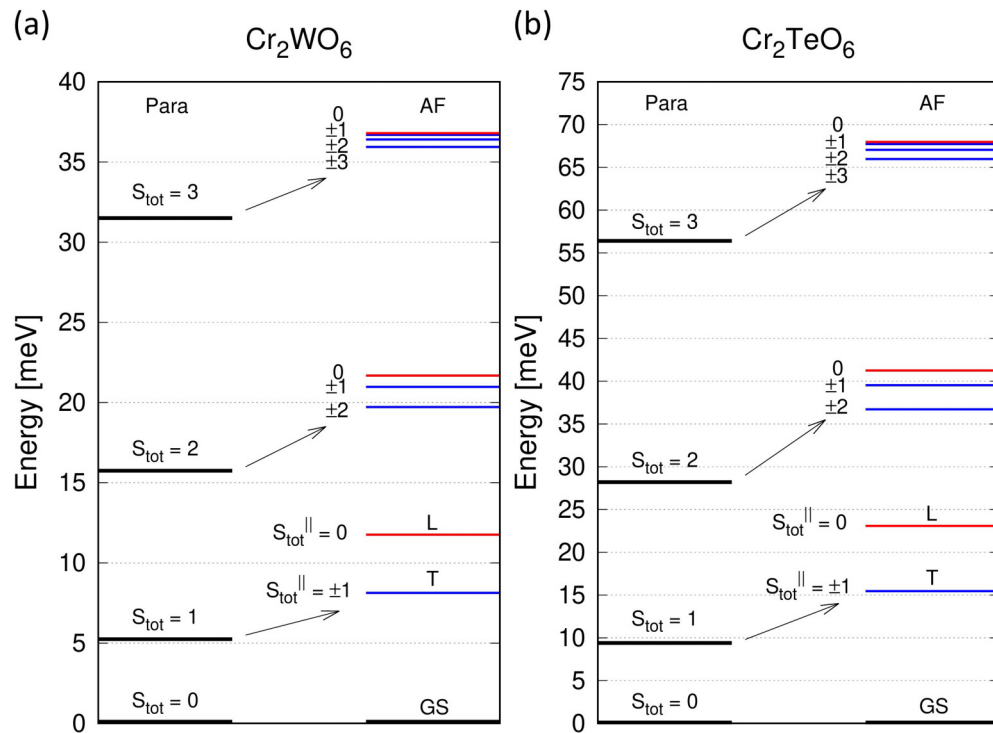 (a)
Cr2WO6
Energy [meV]
40
35
30
25
20
15
10
5
0
Para
AF
0
±1
±2
±3
Stot = 3
0
±1
±2
Stot = 2
Stot|| = 0
L
Stot|| = ±1
T
Stot = 1
Stot = 0
GS
(b)
Cr2TeO6
Energy [meV]
75
70
65
60
55
50
45
40
35
30
25
20
15
10
5
0
Para
AF
0
±1
±2
±3
Stot = 3
0
±1
±2
Stot = 2
Stot|| = 0
L
Stot|| = ±1
T
Stot = 1
Stot = 0
GS